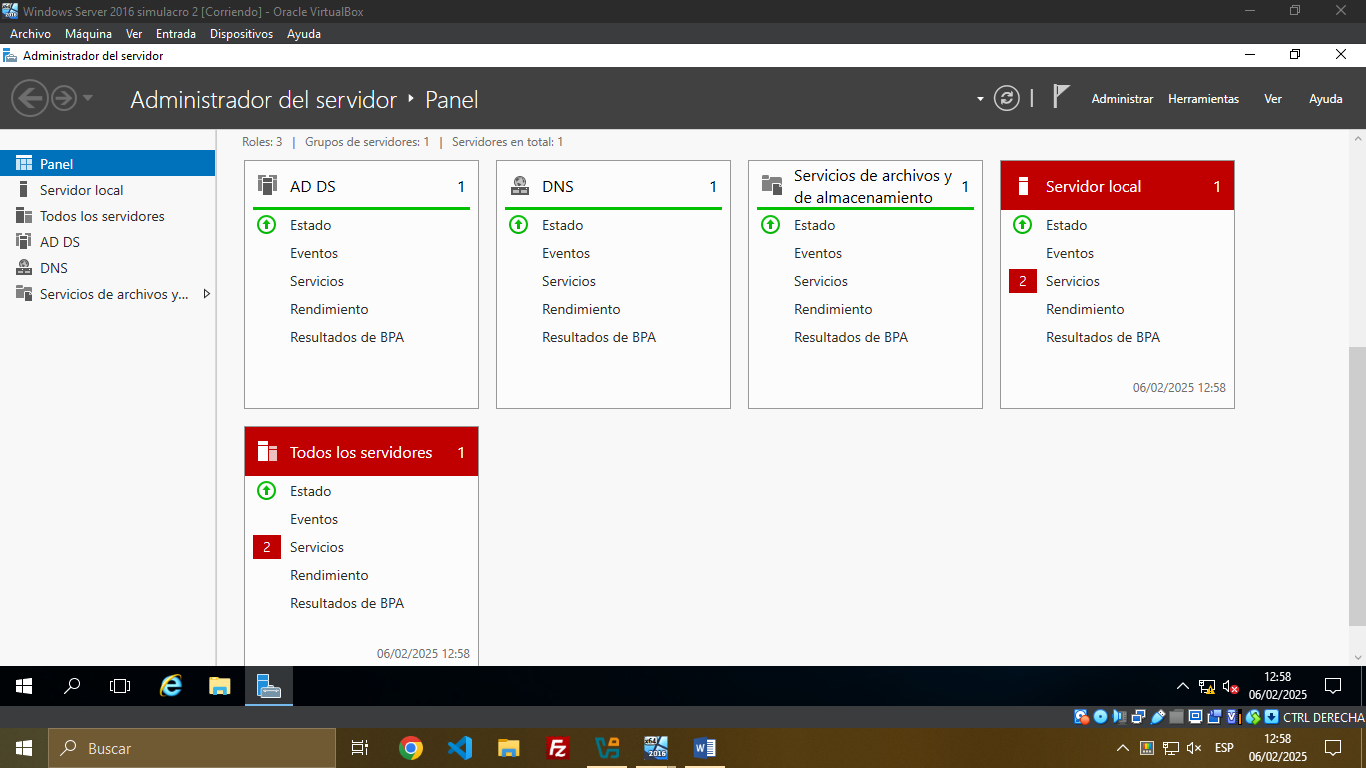 Windows Server 2016 simulacro 2 [Corriendo] - Oracle VirtualBox
Archivo Máquina Ver Entrada Dispositivos Ayuda
Administrador del servidor
Administrador del servidor Panel
Administrar Herramientas Ver Ayuda
Panel
Servidor local
Todos los servidores
AD DS
DNS
Servicios de archivos y...
Roles: 3 | Grupos de servidores: 1 | Servidores en total: 1
AD DS 1
Estado
Eventos
Servicios
Rendimiento
Resultados de BPA
DNS 1
Estado
Eventos
Servicios
Rendimiento
Resultados de BPA
Servicios de archivos y
de almacenamiento 1
Estado
Eventos
Servicios
Rendimiento
Resultados de BPA
Servidor local 1
Estado
Eventos
2 Servicios
Rendimiento
Resultados de BPA
06/02/2025 12:58
Todos los servidores 1
Estado
Eventos
2 Servicios
Rendimiento
Resultados de BPA
06/02/2025 12:58
12:58
06/02/2025
CTRL DERECHA
Buscar
x64
2016
ESP
12:58
06/02/2025